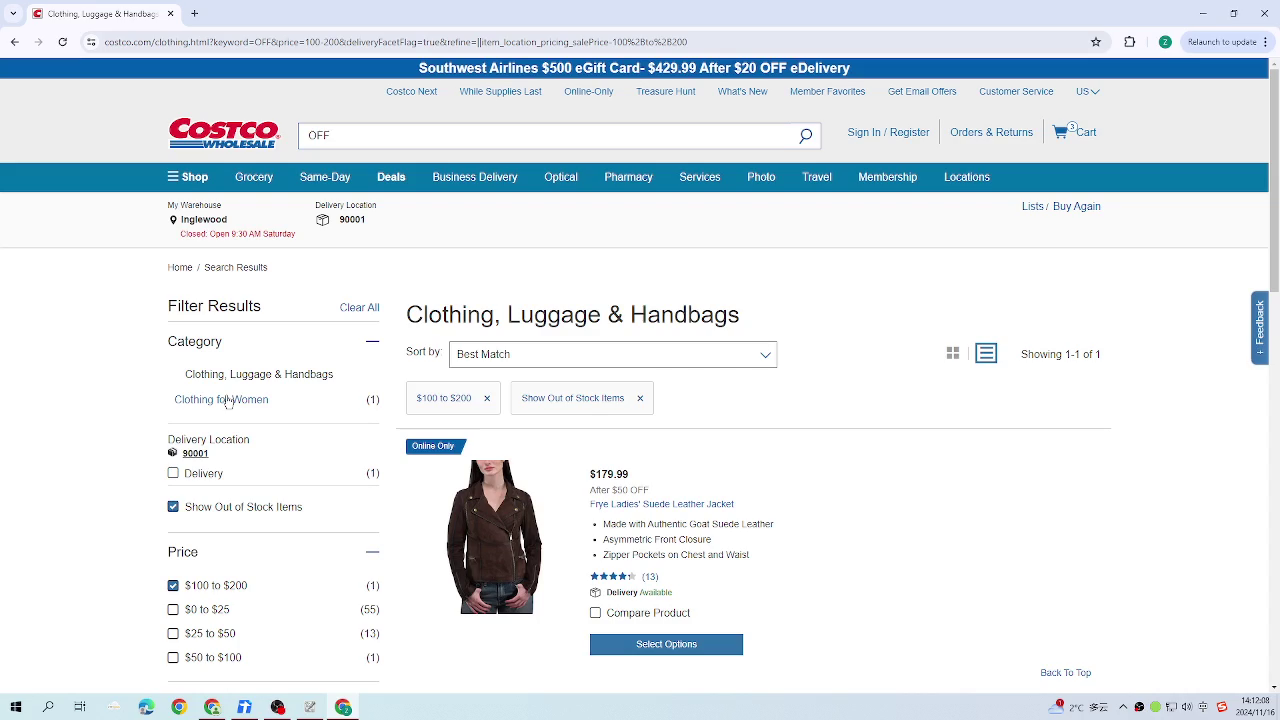 Clothing, Luggage & Handbags
costco.com/clothing.html?keyword=OFF&price=100-200&deliveryFacetFlag=true&refine=||item_location_pricing_salePrice-100%2bto%2b200
Relaunch to update
Southwest Airlines $500 eGift Card- $429.99 After $20 OFF eDelivery
Costco Next
While Supplies Last
Online-Only
Treasure Hunt
What's New
Member Favorites
Get Email Offers
Customer Service
US
COSTCO WHOLESALE
OFF
Sign In / Register
Orders & Returns
3 Cart
Shop
Grocery
Same-Day
Deals
Business Delivery
Optical
Pharmacy
Services
Photo
Travel
Membership
Locations
My Warehouse
Inglewood
Closed: Open 9:30 AM Saturday
Delivery Location
90001
Lists / Buy Again
Home / Search Results
Filter Results
Clear All
Category
Clothing, Luggage & Handbags
Clothing for Women (1)
Delivery Location
90001
Delivery (1)
Show Out of Stock Items
Price
$100 to $200 (1)
$0 to $25 (55)
$25 to $50 (13)
$50 to $100 (1)
Clothing, Luggage & Handbags
Sort by: Best Match
Showing 1-1 of 1
$100 to $200 ×
Show Out of Stock Items ×
Online Only
$179.99
After $50 OFF
Frye Ladies' Suede Leather Jacket
• Made with Authentic Goat Suede Leather
• Asymmetric Front Closure
• Zipper Pockets on Chest and Waist
(13)
Delivery Available
Compare Product
Select Options
Back To Top
+ Feedback
2°C
14:12:08
2024/11/16